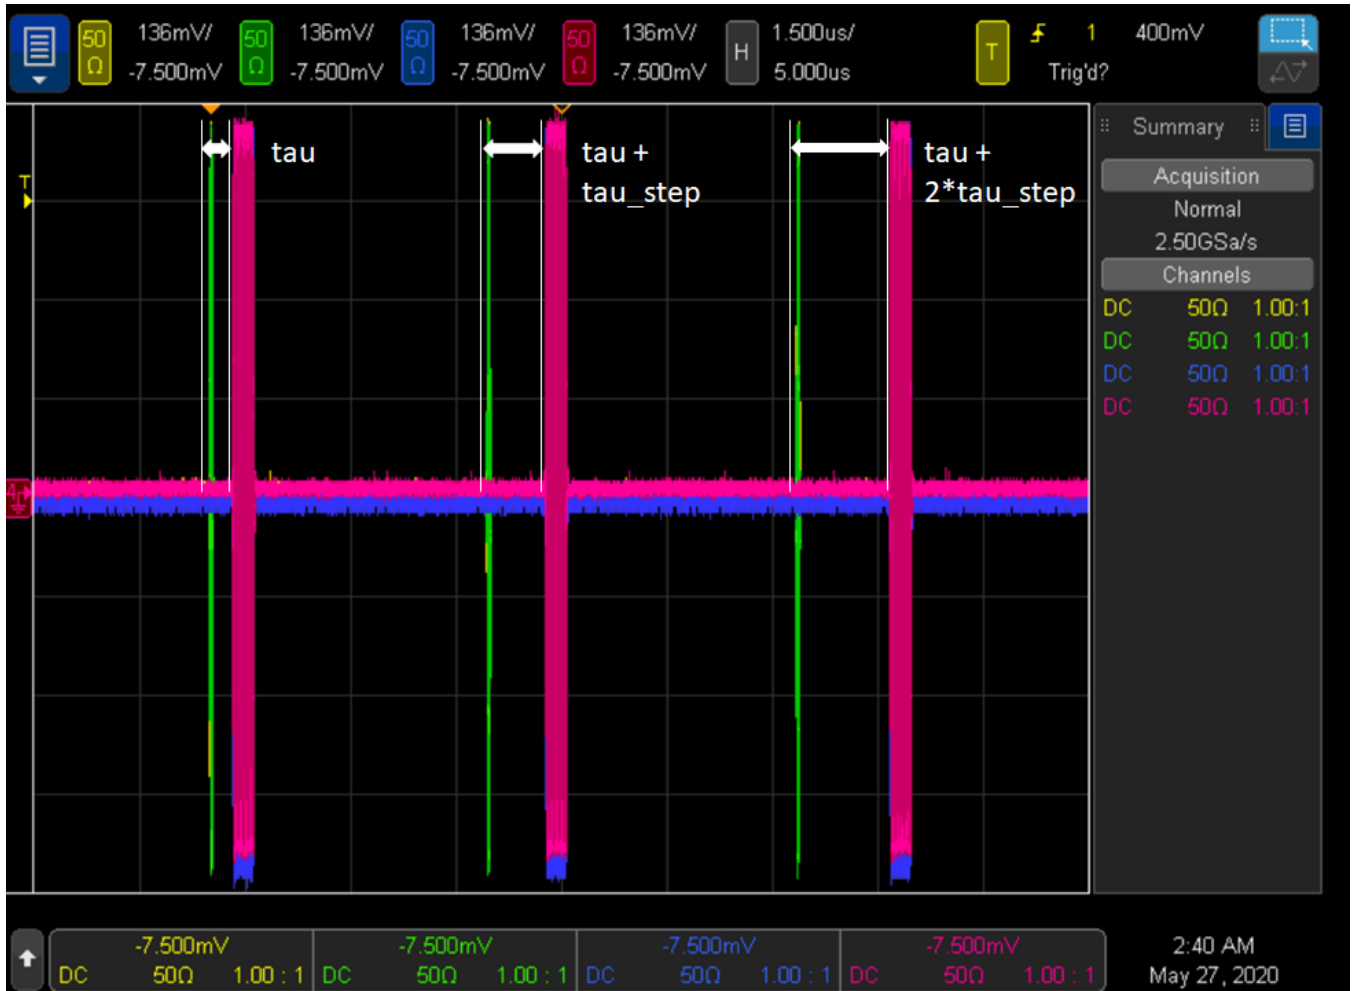 50 Ω 136mV/ 50 Ω 136mV/ 50 Ω 136mV/ 50 Ω 136mV/ H 1.500us/ T 1 400mV
-7.500mV -7.500mV -7.500mV -7.500mV 5.000us Trig'd?
tau
tau +
tau_step
tau +
2*tau_step
T
4
Summary
Acquisition
Normal
2.50GSa/s
Channels
DC 50Ω 1.00:1
DC 50Ω 1.00:1
DC 50Ω 1.00:1
DC 50Ω 1.00:1
-7.500mV -7.500mV -7.500mV -7.500mV
DC 50Ω 1.00 : 1 DC 50Ω 1.00 : 1 DC 50Ω 1.00 : 1 DC 50Ω 1.00 : 1
2:40 AM
May 27, 2020